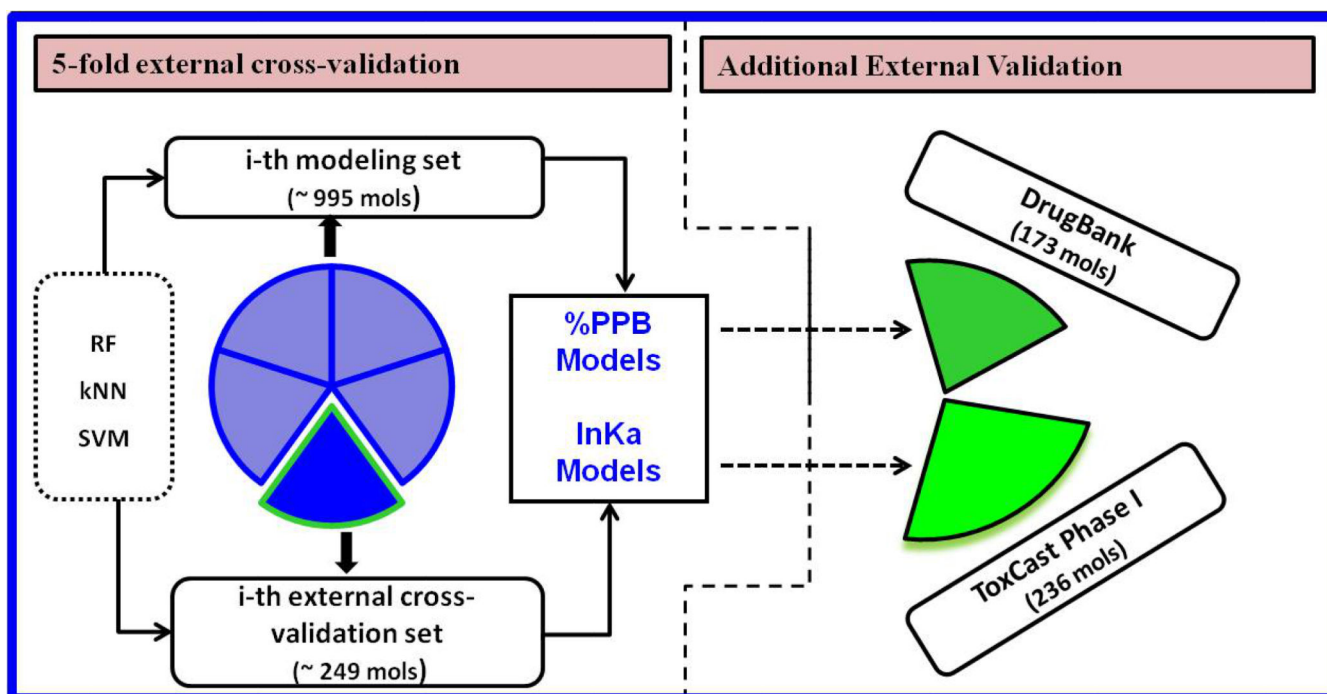 5-fold external cross-validation
Additional External Validation
i-th modeling set
(~ 995 mols)
RF
kNN
SVM
%PPB
Models
lnKa
Models
i-th external cross-
validation set
(~ 249 mols)
DrugBank
(173 mols)
ToxCast Phase I
(236 mols)